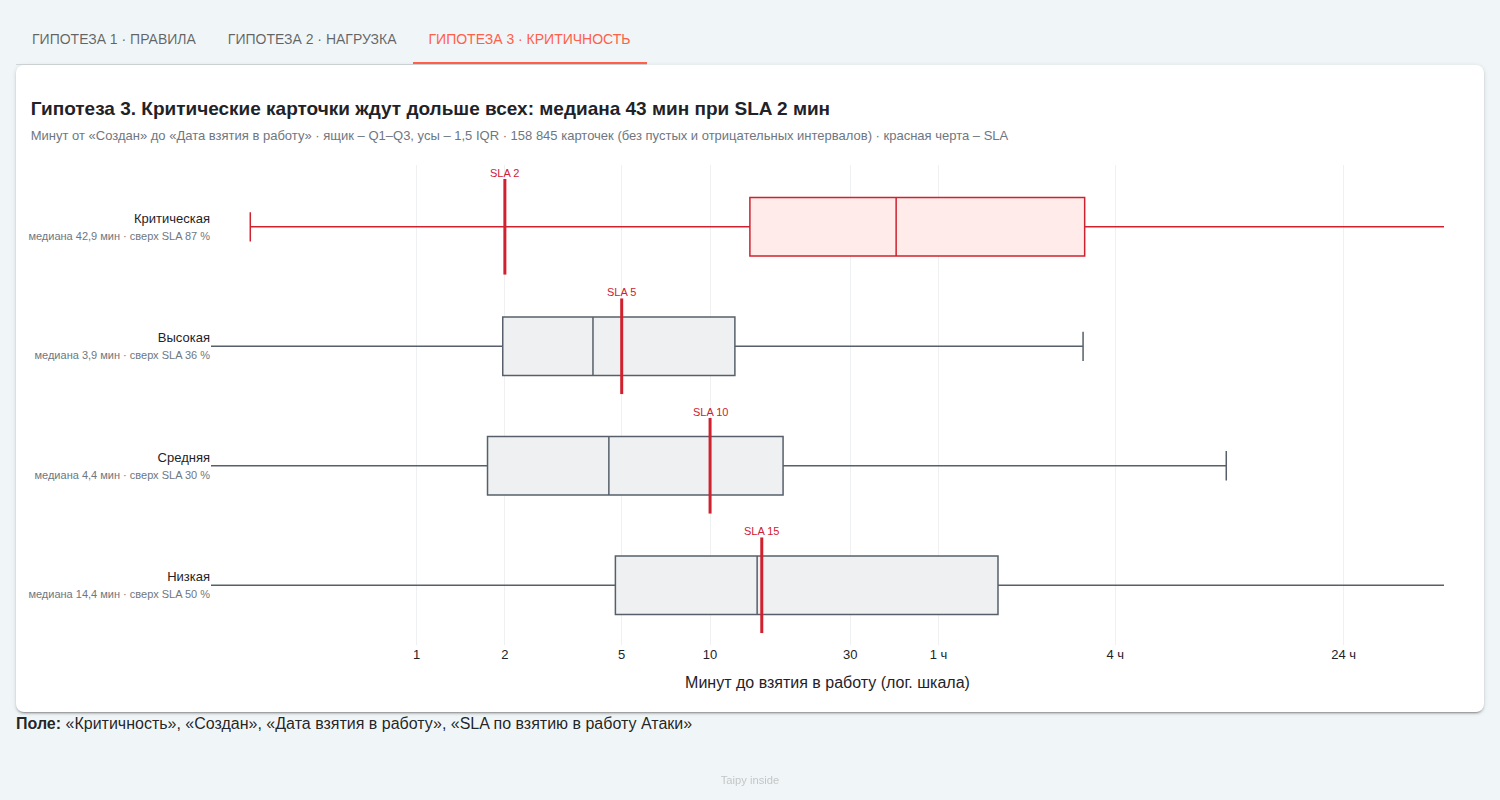 ГИПОТЕЗА 1 · ПРАВИЛА
ГИПОТЕЗА 2 · НАГРУЗКА
ГИПОТЕЗА 3 · КРИТИЧНОСТЬ
Гипотеза 3. Критические карточки ждут дольше всех: медиана 43 мин при SLA 2 мин
Минут от «Создан» до «Дата взятия в работу» · ящик – Q1–Q3, усы – 1,5 IQR · 158 845 карточек (без пустых и отрицательных интервалов) · красная черта – SLA
SLA 2
Критическая
медиана 42,9 мин · сверх SLA 87 %
SLA 5
Высокая
медиана 3,9 мин · сверх SLA 36 %
SLA 10
Средняя
медиана 4,4 мин · сверх SLA 30 %
SLA 15
Низкая
медиана 14,4 мин · сверх SLA 50 %
1 2 5 10 30 1 ч 4 ч 24 ч
Минут до взятия в работу (лог. шкала)
Поле: «Критичность», «Создан», «Дата взятия в работу», «SLA по взятию в работу Атаки»
Taipy inside